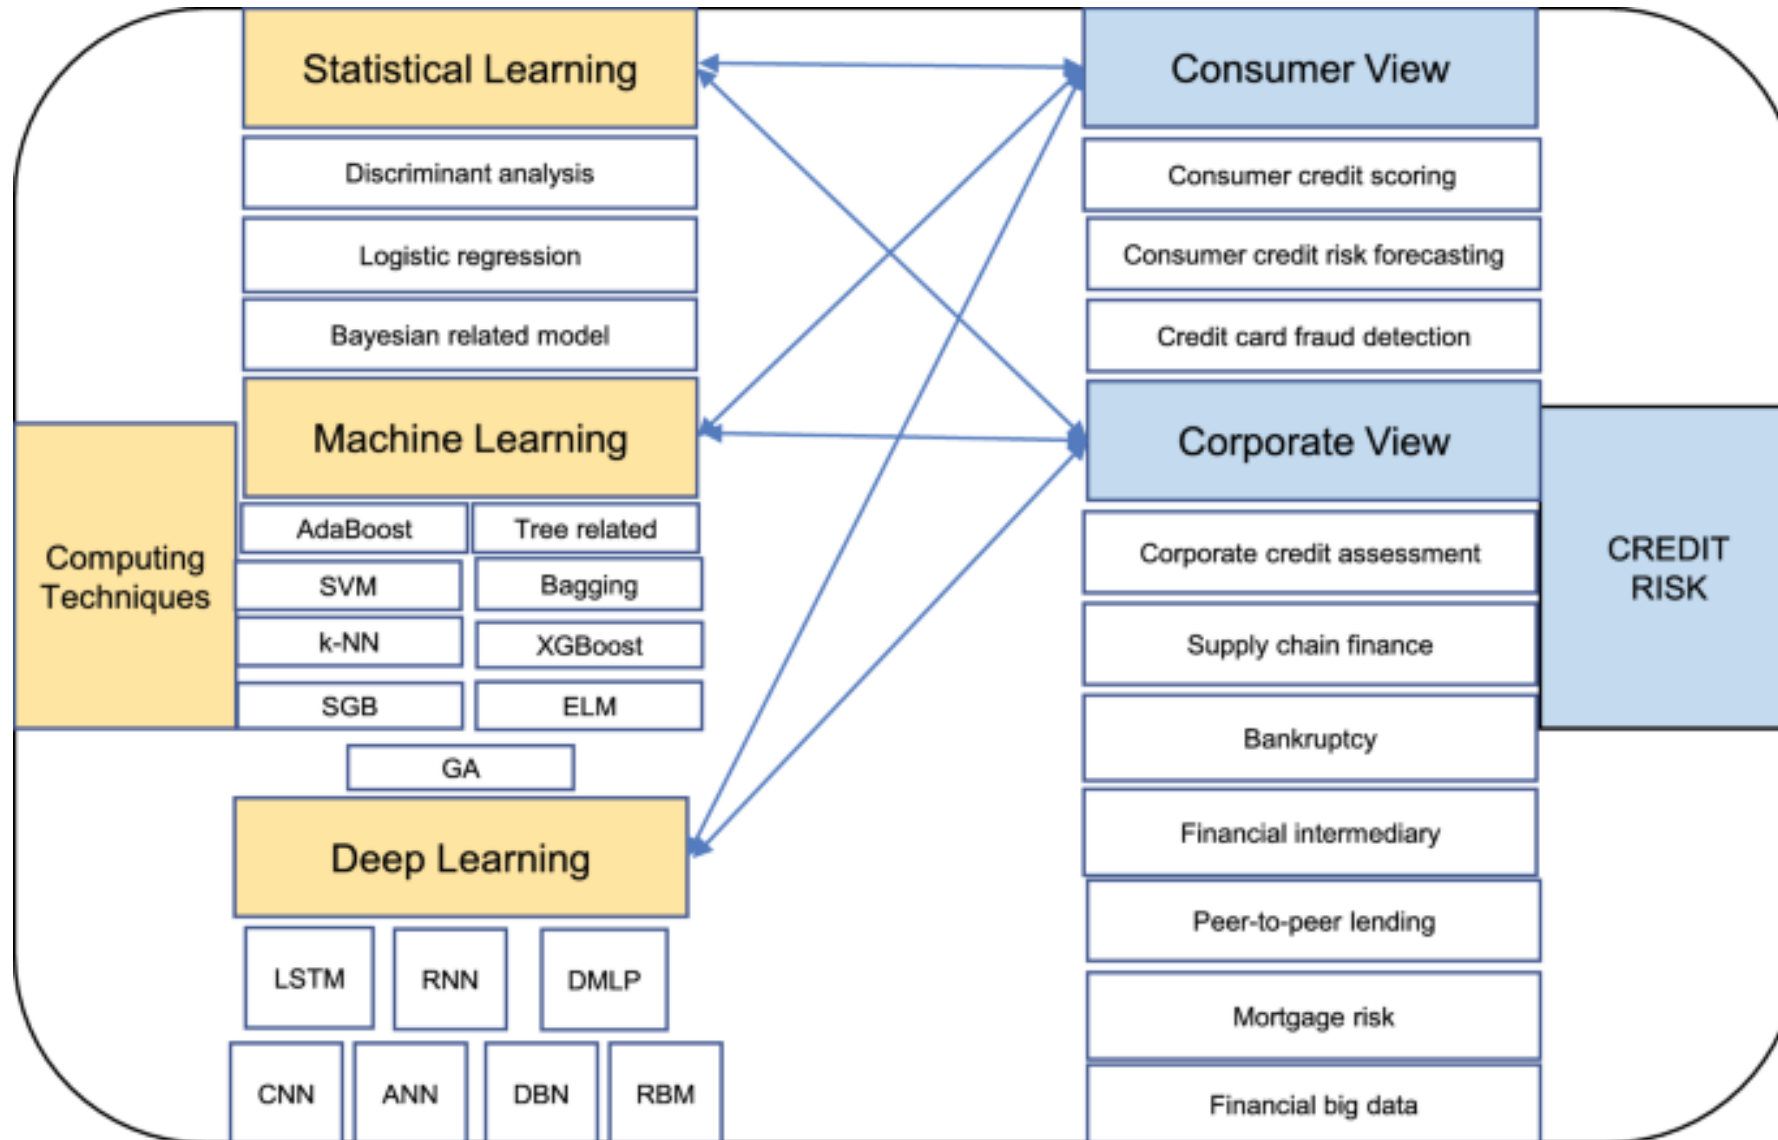 Statistical Learning
Discriminant analysis
Logistic regression
Bayesian related model
Machine Learning
AdaBoost
Tree related
SVM
Bagging
k-NN
XGBoost
SGB
ELM
GA
Deep Learning
LSTM
RNN
DMLP
CNN
ANN
DBN
RBM
Computing
Techniques
Consumer View
Consumer credit scoring
Consumer credit risk forecasting
Credit card fraud detection
Corporate View
Corporate credit assessment
Supply chain finance
Bankruptcy
Financial intermediary
Peer-to-peer lending
Mortgage risk
Financial big data
CREDIT
RISK